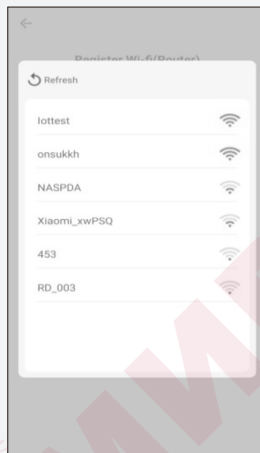 Register Wi-fi(Router)
Refresh
lottest
onsukkh
NASPDA
Xiaomi_xwPSQ
453
RD_003